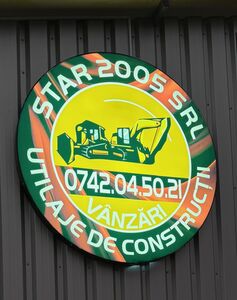 STAR 2005 SRL
0742.04.50.21
VÂNZĂRI
UTILAJE DE CONSTRUCȚII